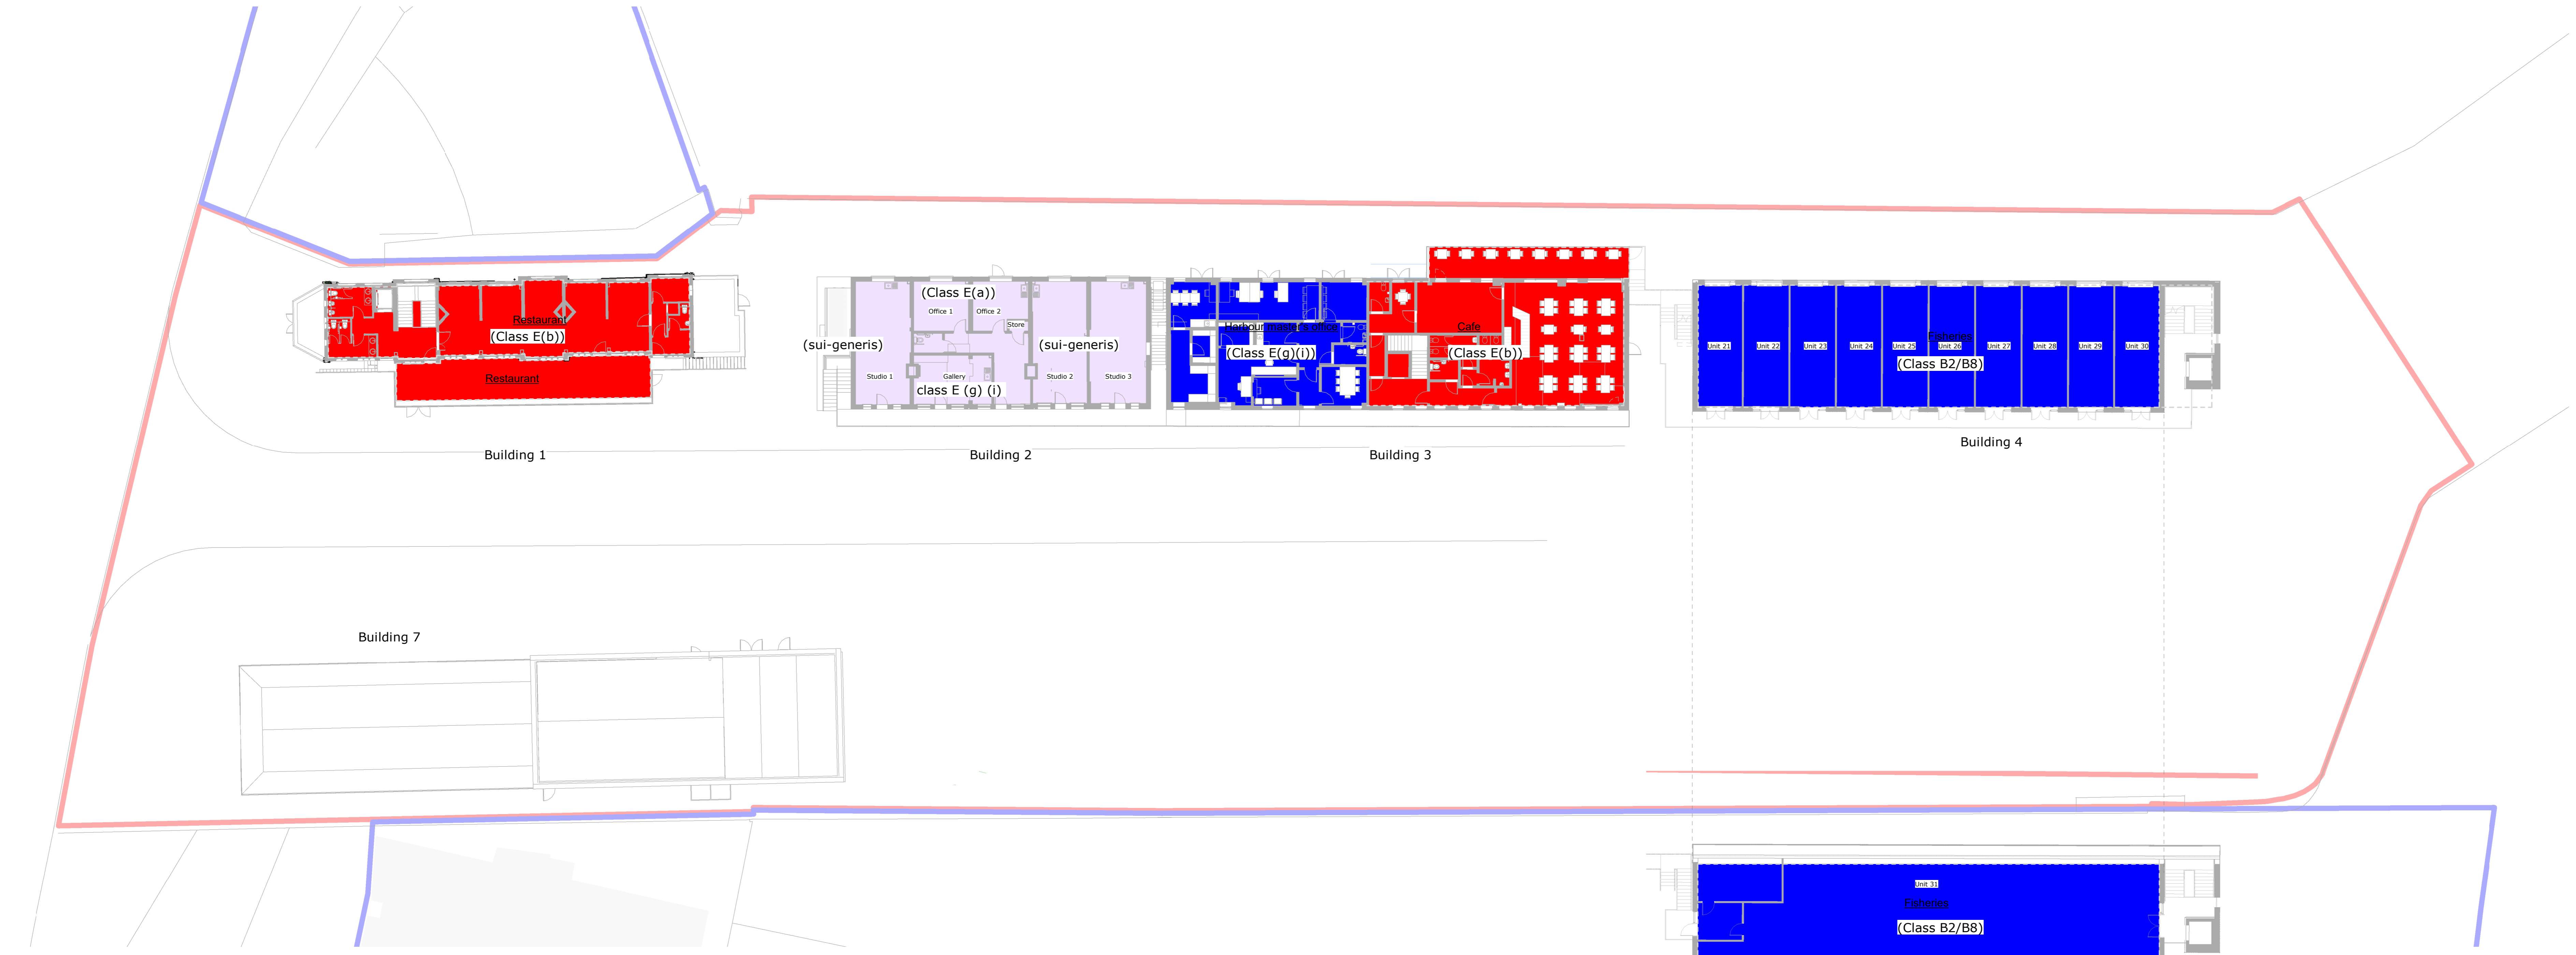 Restaurant
(Class E(b))
Restaurant
Building 1
(Class E(a))
Office 1
Office 2
Store
(sui-generis)
(sui-generis)
Studio 1
Gallery
Studio 2
Studio 3
class E (g) (i)
Building 2
Harbour master's office
(Class E(g)(i))
Cafe
(Class E(b))
Building 3
Fisheries
Unit 21
Unit 22
Unit 23
Unit 24
Unit 25
Unit 26
Unit 27
Unit 28
Unit 29
Unit 30
(Class B2/B8)
Building 4
Building 7
Unit 31
Fisheries
(Class B2/B8)